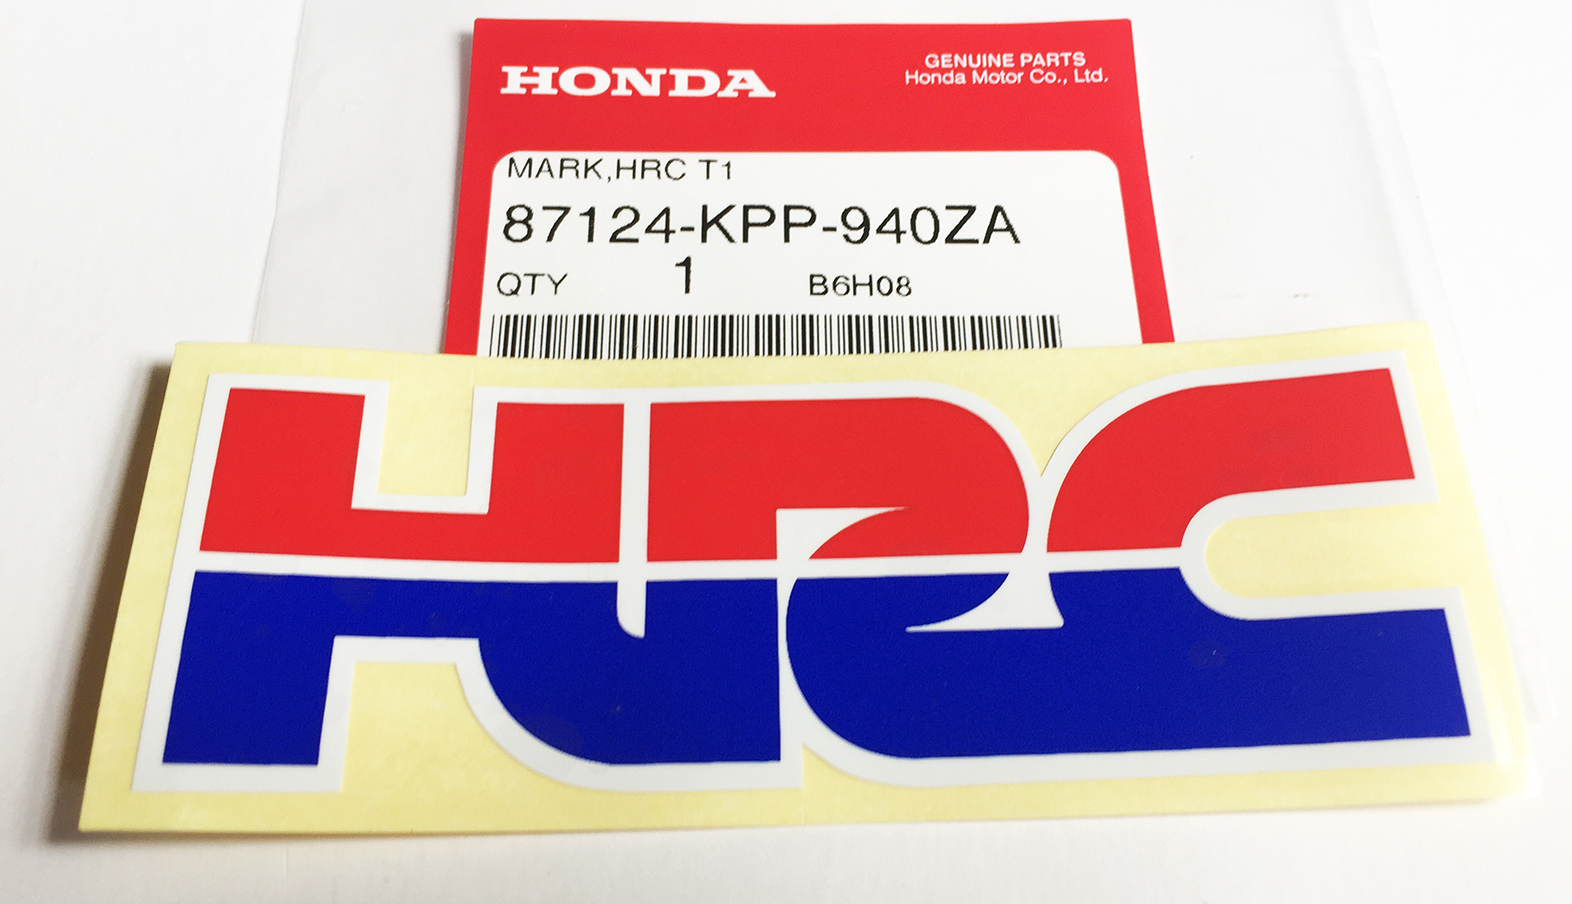 HONDA
GENUINE PARTS
Honda Motor Co., Ltd.
MARK,HRC T1
87124-KPP-940ZA
QTY 1 B6H08
HRC